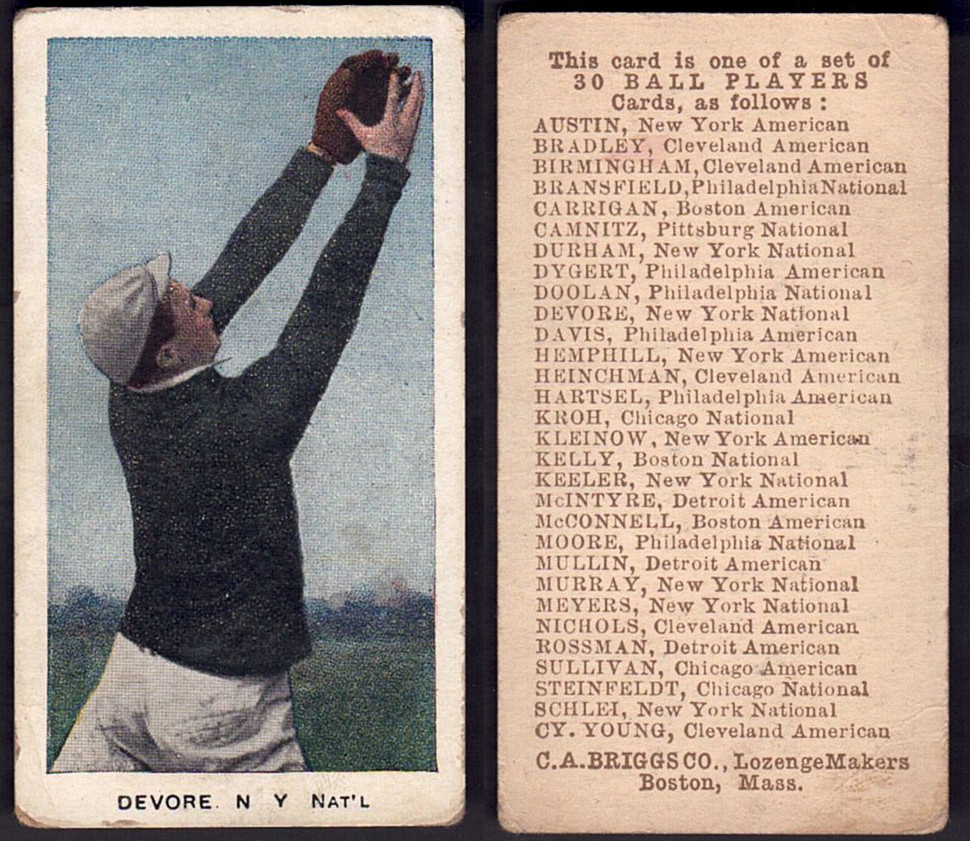 DEVORE. N Y NAT'L
This card is one of a set of
30 BALL PLAYERS
Cards, as follows :
AUSTIN, New York American
BRADLEY, Cleveland American
BIRMINGHAM, Cleveland American
BRANSFIELD, Philadelphia National
CARRIGAN, Boston American
CAMNITZ, Pittsburg National
DURHAM, New York National
DYGERT, Philadelphia American
DOOLAN, Philadelphia National
DEVORE, New York National
DAVIS, Philadelphia American
HEMPHILL, New York American
HEINCHMAN, Cleveland American
HARTSEL, Philadelphia American
KROH, Chicago National
KLEINOW, New York American
KELLY, Boston National
KEELER, New York National
McINTYRE, Detroit American
McCONNELL, Boston American
MOORE, Philadelphia National
MULLIN, Detroit American
MURRAY, New York National
MEYERS, New York National
NICHOLS, Cleveland American
ROSSMAN, Detroit American
SULLIVAN, Chicago American
STEINFELDT, Chicago National
SCHLEI, New York National
CY. YOUNG, Cleveland American
C.A. BRIGGS CO., Lozenge Makers
Boston, Mass.